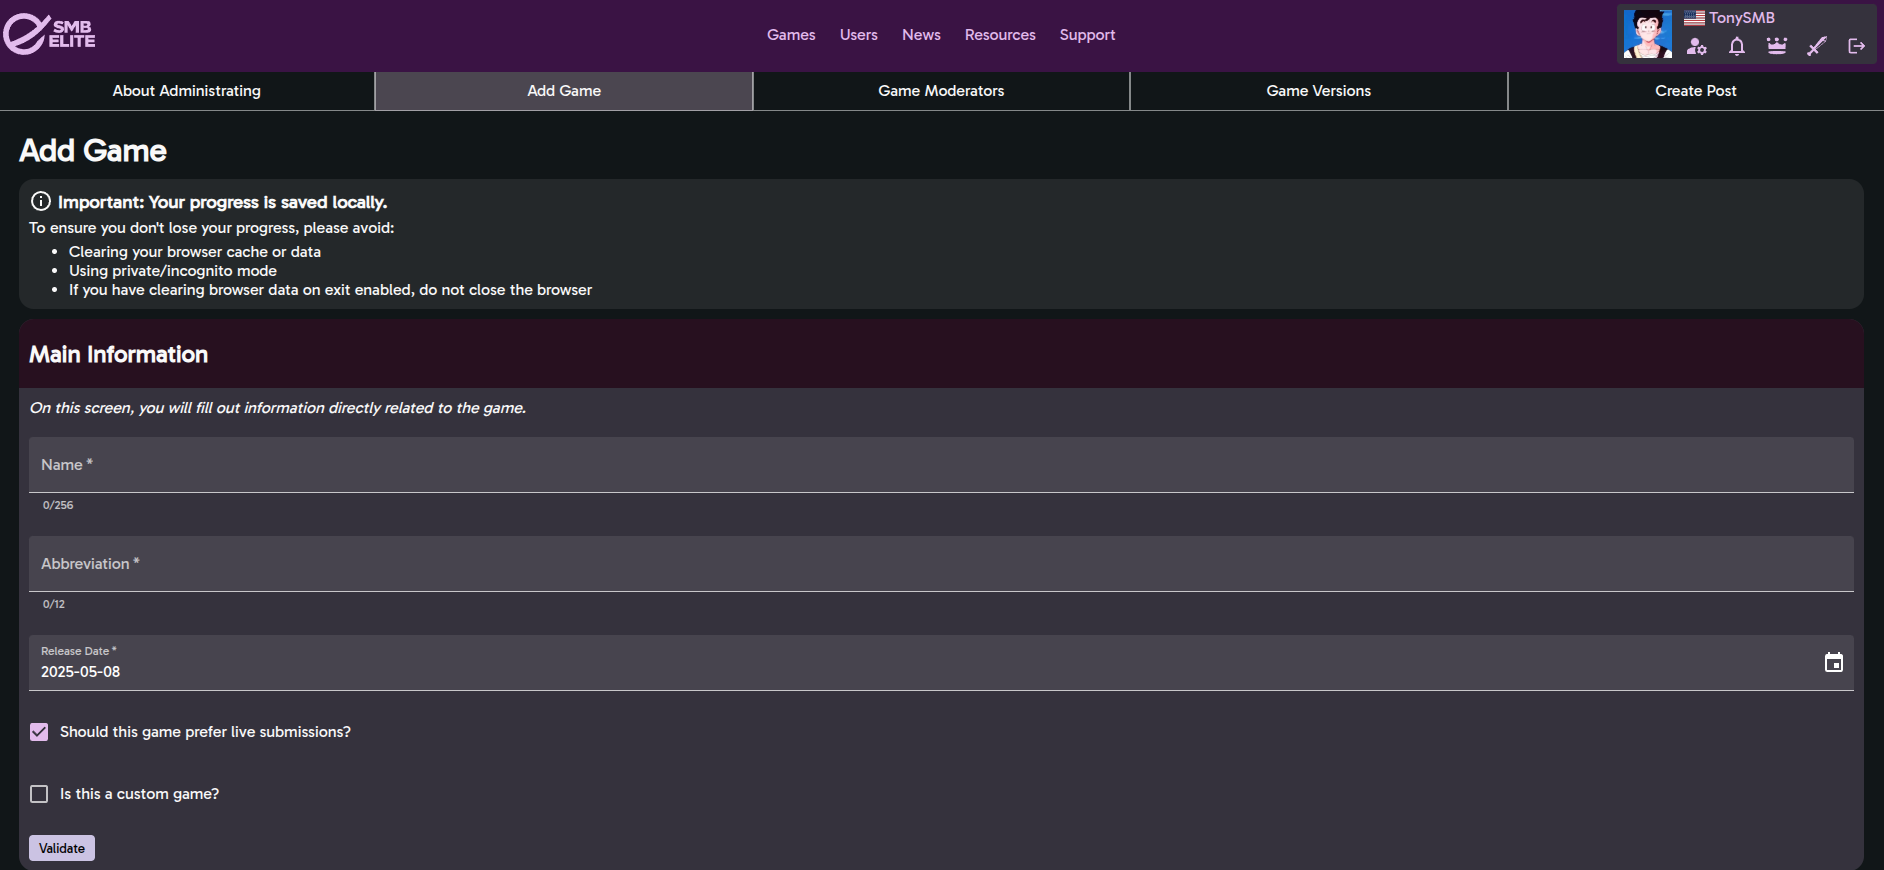 SMB
ELITE
Games Users News Resources Support
TonySMB
About Administrating Add Game Game Moderators Game Versions Create Post
Add Game
Important: Your progress is saved locally.
To ensure you don't lose your progress, please avoid:
• Clearing your browser cache or data
• Using private/incognito mode
• If you have clearing browser data on exit enabled, do not close the browser
Main Information
On this screen, you will fill out information directly related to the game.
Name *
0/256
Abbreviation *
0/12
Release Date *
2025-05-08
Should this game prefer live submissions?
Is this a custom game?
Validate